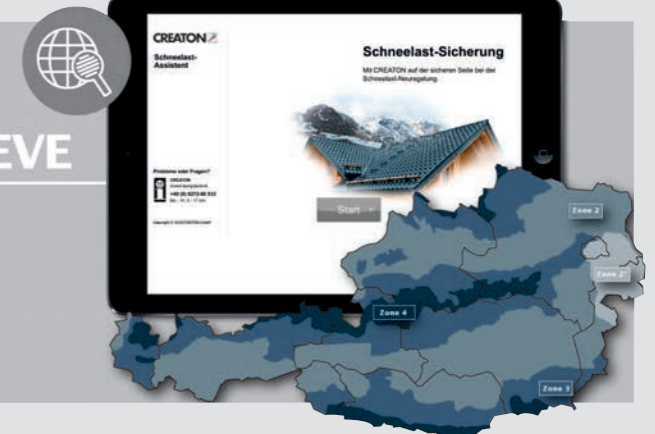 CREATON
Schneelast-
Assistent
Schneelast-Sicherung
Mit CREATON auf der sicheren Seite bei der
Schneelast-Neuregelung.
EVE
Probleme oder Fragen?
CREATON
Start
Zone 2
Zone 2*
Zone 4
Zone 3